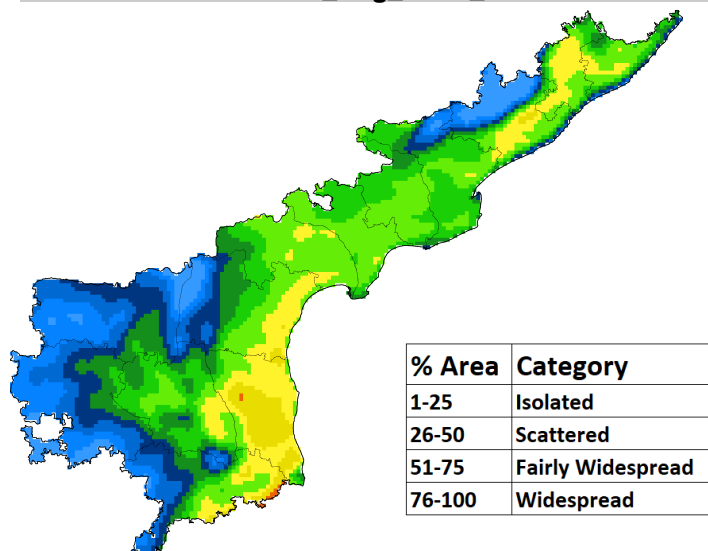 % Area Category
1-25 Isolated
26-50 Scattered
51-75 Fairly Widespread
76-100 Widespread